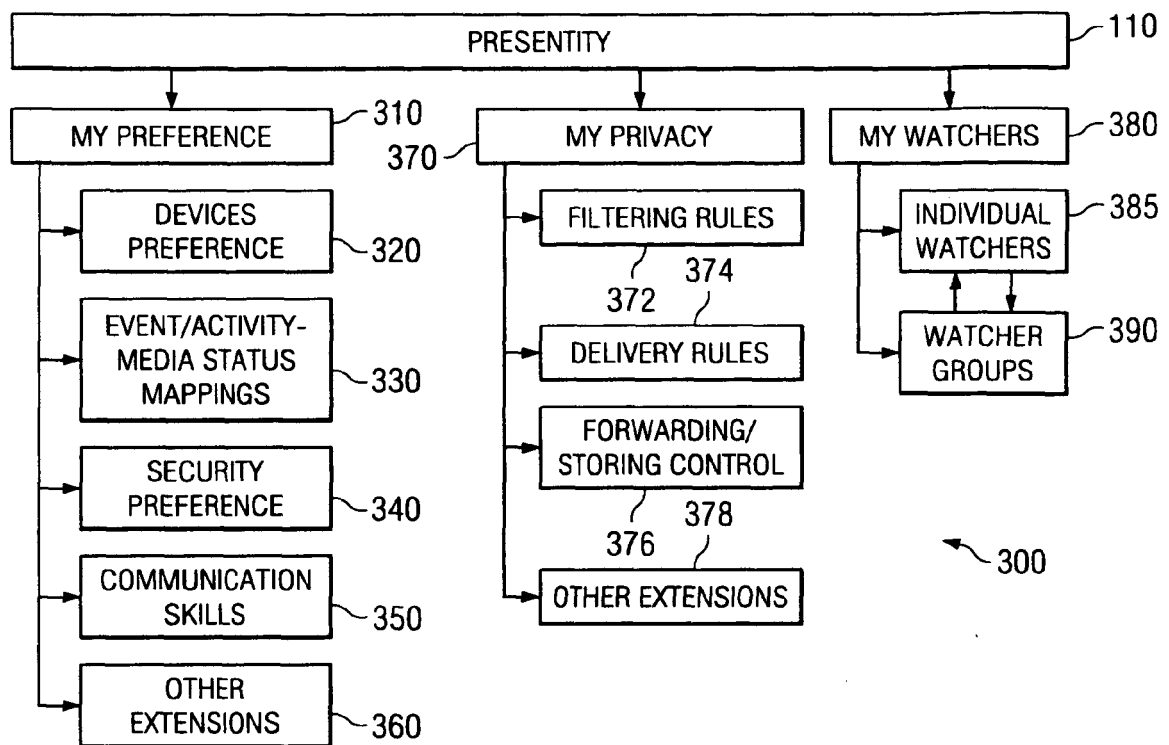 PRESENTITY
110
MY PREFERENCE
310
DEVICES
PREFERENCE
320
EVENT/ACTIVITY-
MEDIA STATUS
MAPPINGS
330
SECURITY
PREFERENCE
340
COMMUNICATION
SKILLS
350
OTHER
EXTENSIONS
360
MY PRIVACY
370
FILTERING RULES
372
374
DELIVERY RULES
FORWARDING/
STORING CONTROL
376
378
OTHER EXTENSIONS
MY WATCHERS
380
INDIVIDUAL
WATCHERS
385
WATCHER
GROUPS
390
300